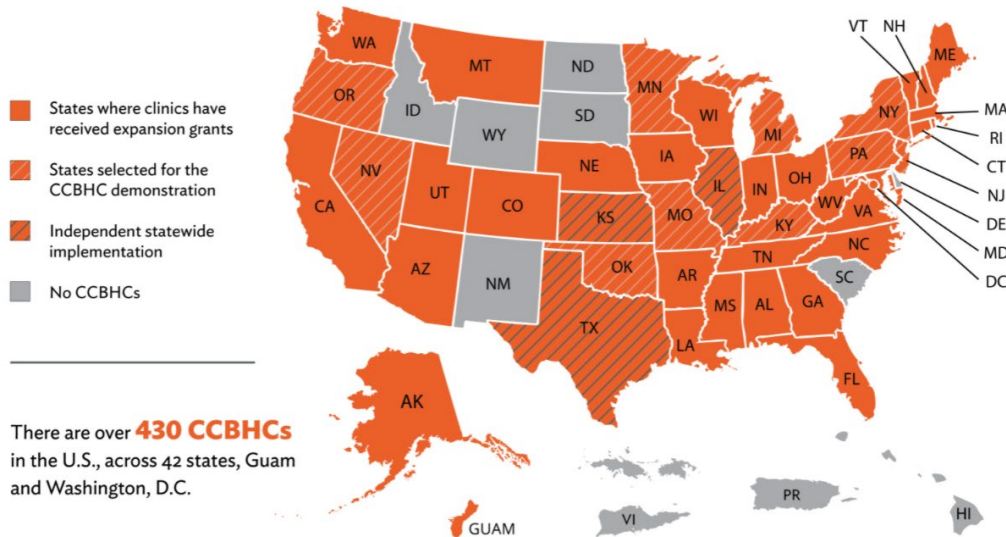 States where clinics have
received expansion grants
States selected for the
CCBHC demonstration
Independent statewide
implementation
No CCBHCs
There are over 430 CCBHCs
in the U.S., across 42 states, Guam
and Washington, D.C.
WA
OR
ID
MT
ND
SD
WY
NV
CA
UT
CO
AZ
NM
NE
KS
OK
TX
MN
IA
MO
AR
LA
WI
IL
MI
IN
OH
KY
TN
MS
AL
GA
FL
SC
NC
VA
WV
PA
NY
VT
NH
ME
MA
RI
CT
NJ
DE
MD
DC
AK
GUAM
VI
PR
HI